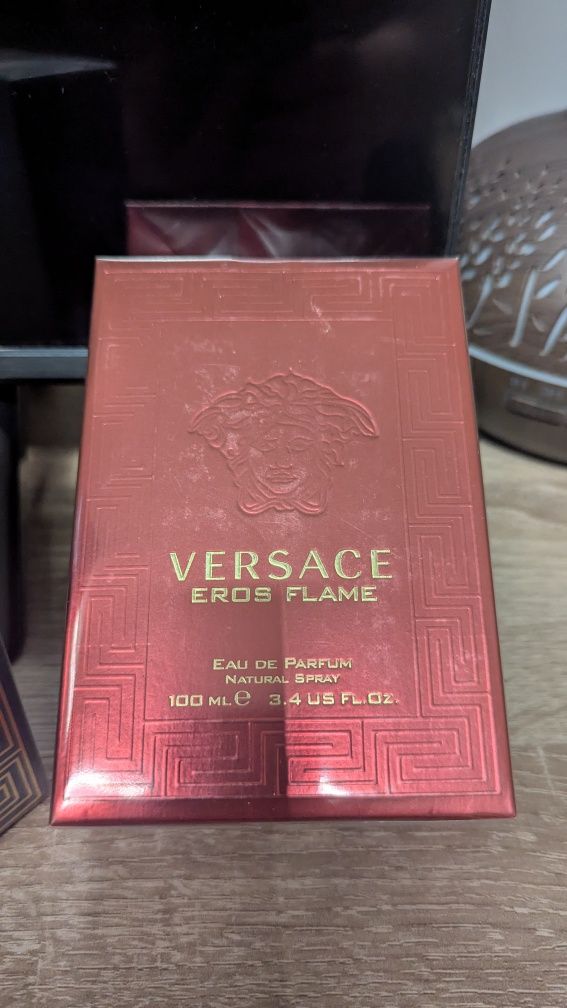 VERSACE
EROS FLAME
EAU DE PARFUM
NATURAL SPRAY
100 ML ℮ 3.4 US FL.OZ.